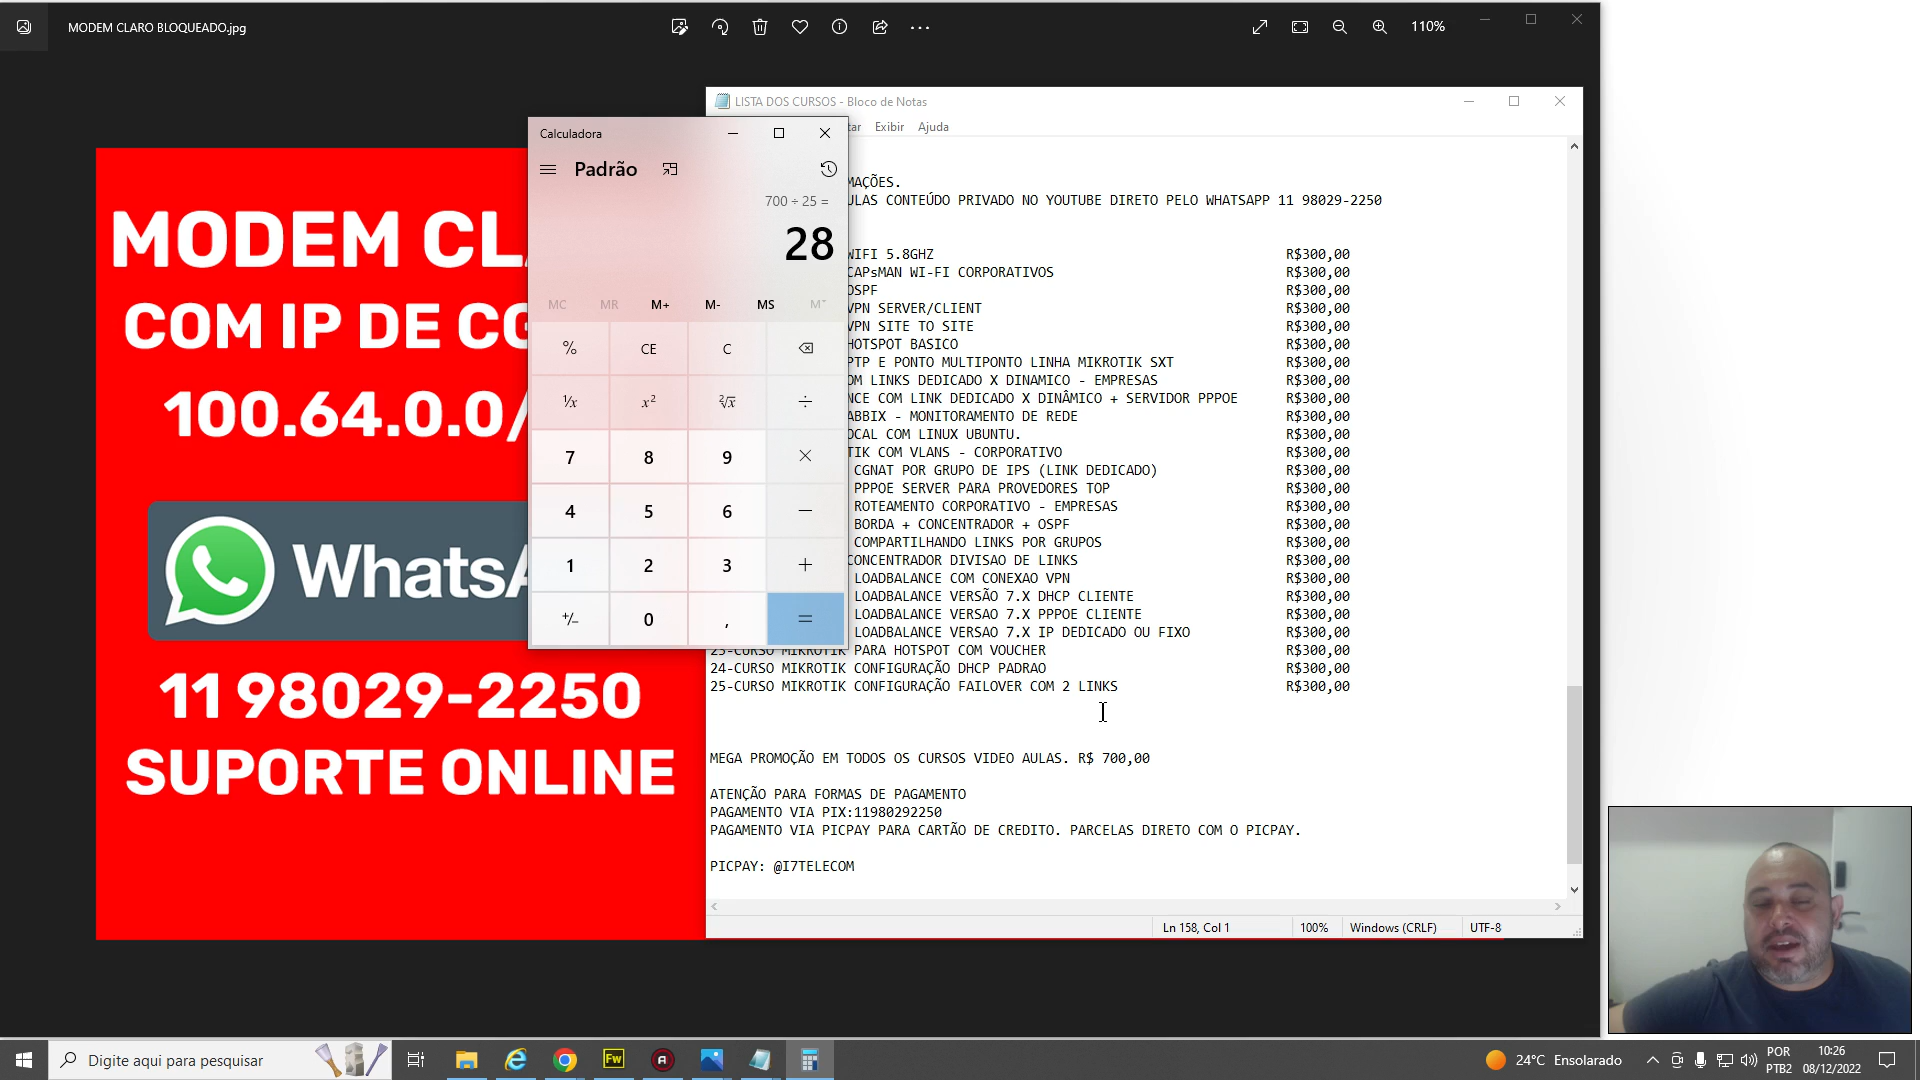 MODEM CLARO BLOQUEADO.jpg
110%
MODEM CL
COM IP DE CG
100.64.0.0/
WhatsA
11 98029-2250
SUPORTE ONLINE
LISTA DOS CURSOS - Bloco de Notas
tar Exibir Ajuda
MAÇÕES.
ULAS CONTEÚDO PRIVADO NO YOUTUBE DIRETO PELO WHATSAPP 11 98029-2250
WIFI 5.8GHZ R$300,00
CAPsMAN WI-FI CORPORATIVOS R$300,00
OSPF R$300,00
VPN SERVER/CLIENT R$300,00
VPN SITE TO SITE R$300,00
HOTSPOT BASICO R$300,00
PTP E PONTO MULTIPONTO LINHA MIKROTIK SXT R$300,00
OM LINKS DEDICADO X DINAMICO - EMPRESAS R$300,00
NCE COM LINK DEDICADO X DINÂMICO + SERVIDOR PPPOE R$300,00
ABBIX - MONITORAMENTO DE REDE R$300,00
OCAL COM LINUX UBUNTU. R$300,00
TIK COM VLANS - CORPORATIVO R$300,00
CGNAT POR GRUPO DE IPS (LINK DEDICADO) R$300,00
PPPOE SERVER PARA PROVEDORES TOP R$300,00
ROTEAMENTO CORPORATIVO - EMPRESAS R$300,00
BORDA + CONCENTRADOR + OSPF R$300,00
COMPARTILHANDO LINKS POR GRUPOS R$300,00
CONCENTRADOR DIVISAO DE LINKS R$300,00
LOADBALANCE COM CONEXAO VPN R$300,00
LOADBALANCE VERSÃO 7.X DHCP CLIENTE R$300,00
LOADBALANCE VERSAO 7.X PPPOE CLIENTE R$300,00
LOADBALANCE VERSAO 7.X IP DEDICADO OU FIXO R$300,00
23-CURSO MIKROTIK PARA HOTSPOT COM VOUCHER R$300,00
24-CURSO MIKROTIK CONFIGURAÇÃO DHCP PADRAO R$300,00
25-CURSO MIKROTIK CONFIGURAÇÃO FAILOVER COM 2 LINKS R$300,00
MEGA PROMOÇÃO EM TODOS OS CURSOS VIDEO AULAS. R$ 700,00
ATENÇÃO PARA FORMAS DE PAGAMENTO
PAGAMENTO VIA PIX:11980292250
PAGAMENTO VIA PICPAY PARA CARTÃO DE CREDITO. PARCELAS DIRETO COM O PICPAY.
PICPAY: @I7TELECOM
Ln 158, Col 1 100% Windows (CRLF) UTF-8
Calculadora
Padrão
700 ÷ 25 =
28
MC MR M+ M- MS M˅
% CE C
¹/x x² ²√x ÷
7 8 9 ×
4 5 6 −
1 2 3 +
+/− 0 , =
Digite aqui para pesquisar
Fw
24°C Ensolarado
POR
PTB2
10:26
08/12/2022